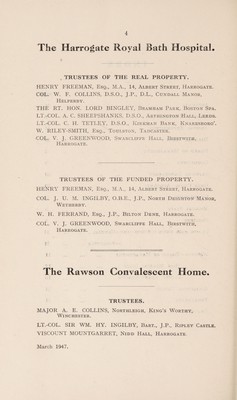 4
The Harrogate Royal Bath Hospital.
TRUSTEES OF THE REAL PROPERTY.
HENRY FREEMAN, Esq., M.A., 14, Albert Street, Harrogate.
COL. W. F. COLLINS, D.S.O., J.P., D.L., Cundall Manor,
Helperby.
THE RT. HON. LORD BINGLEY, Bramham Park, Boston Spa.
LT.-COL. A. C. SHEEPSHANKS, D.S.O., Arthington Hall, Leeds.
LT.-COL. C. H. TETLEY, D.S.O., Kirkham Bank, Knaresboro'.
W. RILEY-SMITH, Esq., Toulston, Tadcaster.
COL. V. J. GREENWOOD, Swarcliffe Hall, Birstwith,
Harrogate.
TRUSTEES OF THE FUNDED PROPERTY.
HENRY FREEMAN, Esq., M.A., 14, Albert Street, Harrogate.
COL. J. U. M. INGILBY, O.B.E., J.P., North Deighton Manor,
Wetherby.
W. H. FERRAND, Esq., J.P., Bilton Dene, Harrogate.
COL. V. J. GREENWOOD, Swarcliffe Hall, Birstwith,
Harrogate.
The Rawson Convalescent Home.
TRUSTEES.
MAJOR A. E. COLLINS, Northleigh, King's Worthy,
Winchester.
LT.-COL. SIR WM. HY. INGILBY, Bart., J.P., Ripley Castle.
VISCOUNT MOUNTGARRET, Nidd Hall, Harrogate.
March 1947.